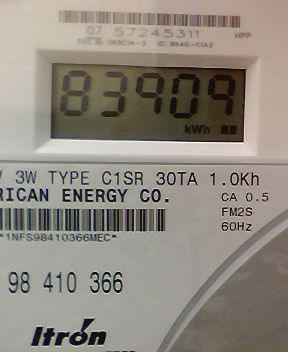 07 57245311
83909
kWh
V 3W TYPE C1SR 30TA 1.0Kh
RICAN ENERGY CO.
CA 0.5
FM2S
60Hz
*1NFS98410366MEC*
98 410 366
Itron